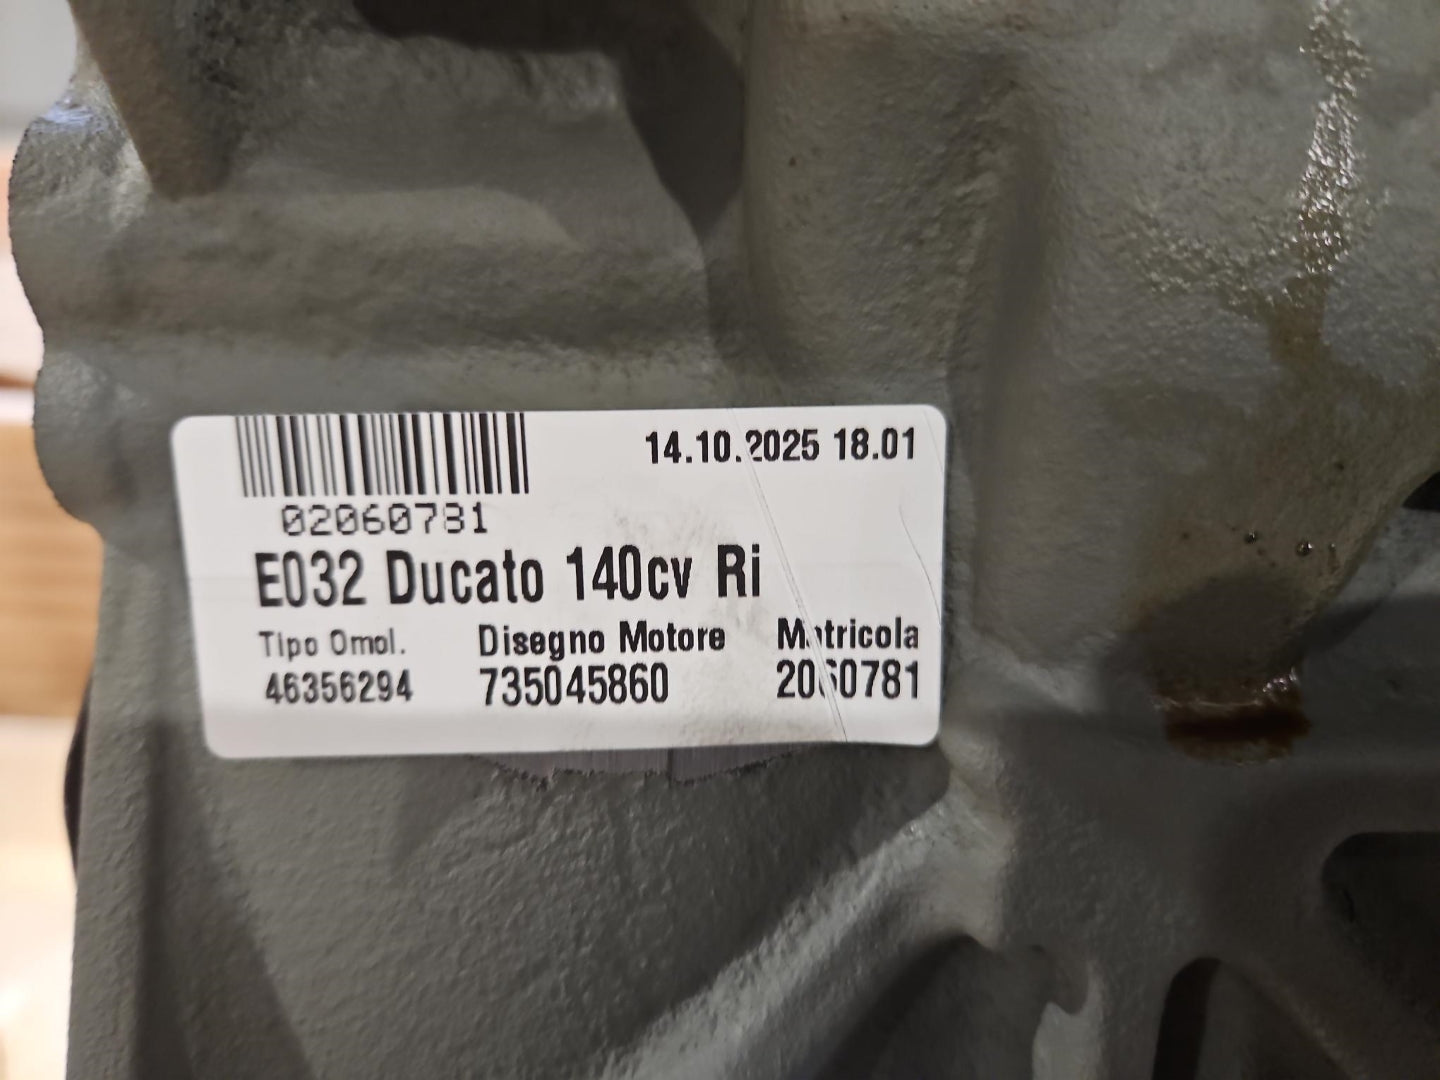 14.10.2025 18.01
02060781
E032 Ducato 140cv Ri
Tipo Omol. Disegno Motore Matricola
46356294 735045860 2060781